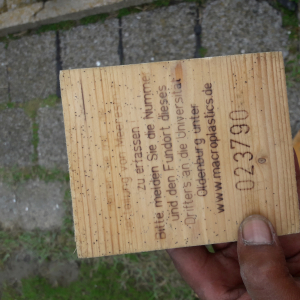 zu erfassen.
Bitte melden Sie die Nummer
und den Fundort dieses
Drifters an die Universität
Oldenburg unter
www.macroplastics.de
023790